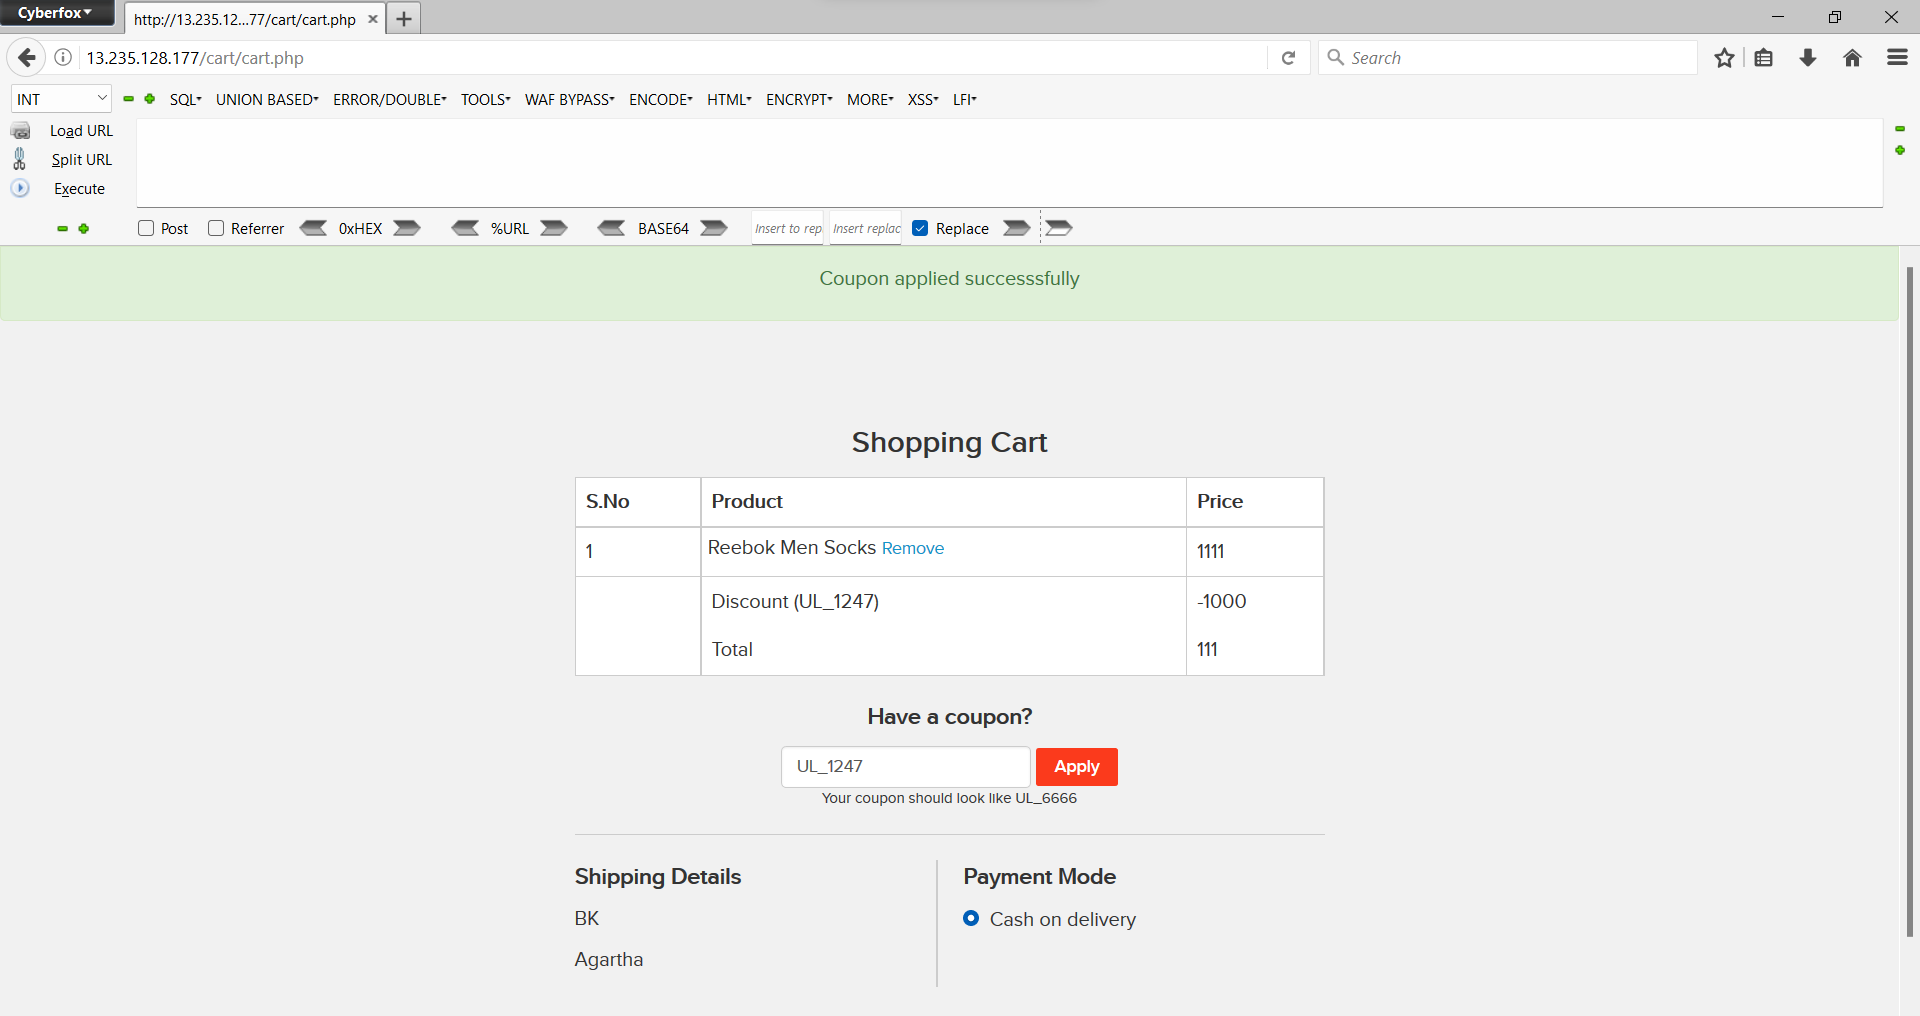 Cyberfox
http://13.235.12...77/cart/cart.php
13.235.128.177/cart/cart.php
Search
INT
SQL UNION BASED ERROR/DOUBLE TOOLS WAF BYPASS ENCODE HTML ENCRYPT MORE XSS LFI
Load URL
Split URL
Execute
Post Referrer 0xHEX %URL BASE64 Insert to rep Insert replac Replace
Coupon applied successsfully
Shopping Cart
S.No Product Price
1 Reebok Men Socks Remove 1111
Discount (UL_1247) -1000
Total 111
Have a coupon?
UL_1247 Apply
Your coupon should look like UL_6666
Shipping Details Payment Mode
BK Cash on delivery
Agartha